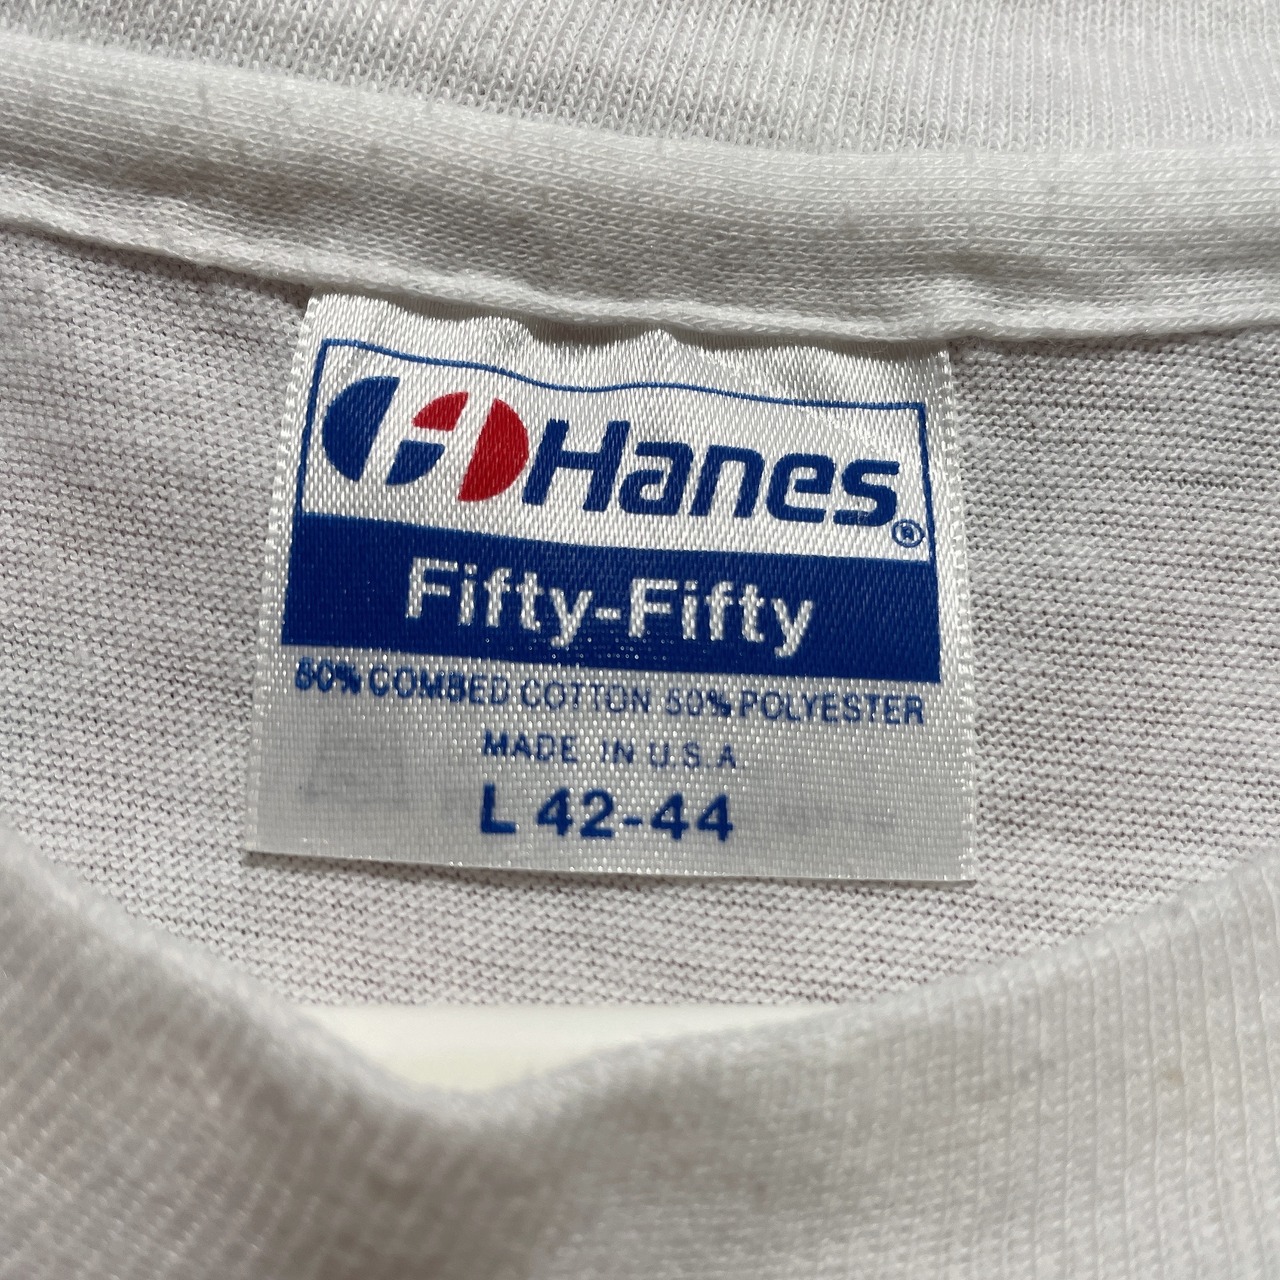 Hanes®
Fifty-Fifty
50% COMBED COTTON 50% POLYESTER
MADE IN U.S.A.
L 42-44